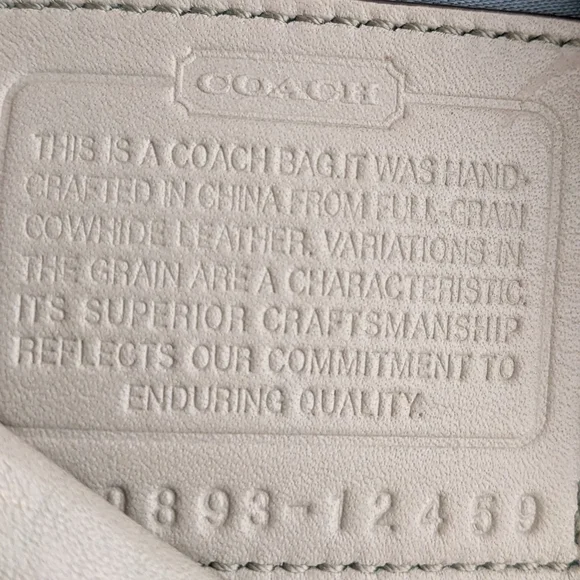 COACH
THIS IS A COACH BAG.IT WAS HAND-
CRAFTED IN CHINA FROM FULL-GRAIN
COWHIDE LEATHER. VARIATIONS IN
THE GRAIN ARE A CHARACTERISTIC.
ITS SUPERIOR CRAFTSMANSHIP
REFLECTS OUR COMMITMENT TO
ENDURING QUALITY.
893-12459